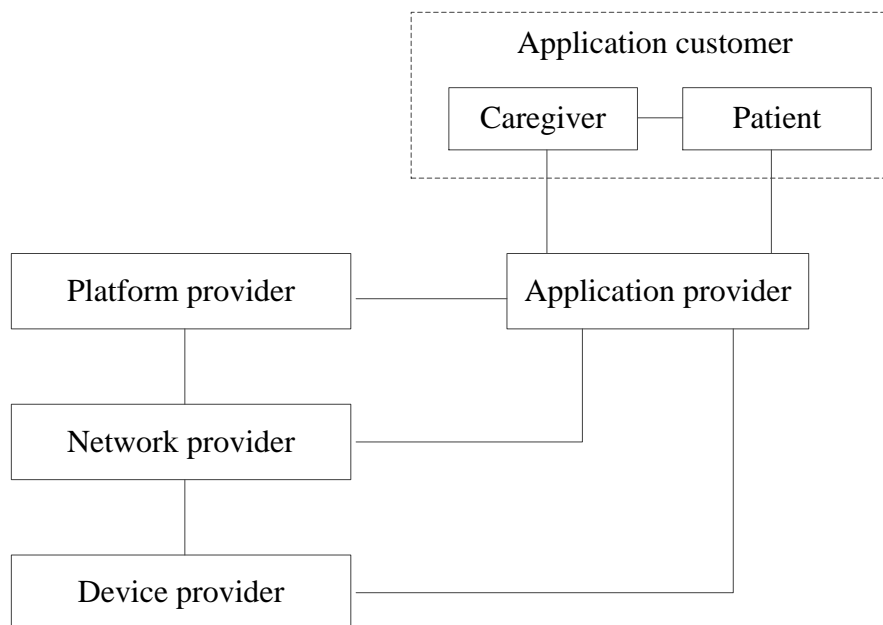 Application customer
Caregiver
Patient
Platform provider
Application provider
Network provider
Device provider